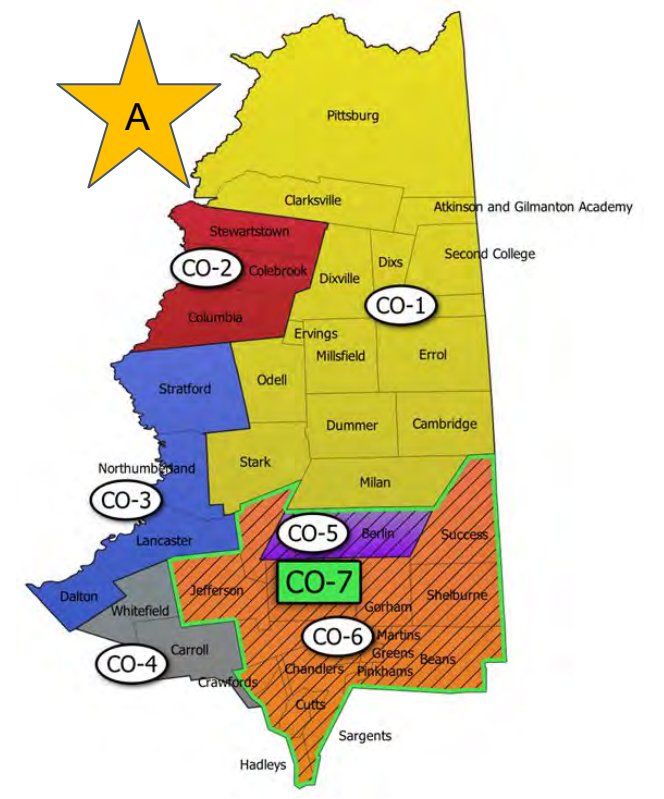 A
Pittsburg
Clarksville
Atkinson and Gilmanton Academy
Stewartstown
Second College
CO-2
Colebrook
Dixs
Dixville
CO-1
Columbia
Ervings
Millsfield
Errol
Odell
Stratford
Dummer
Cambridge
Stark
Northumberland
Milan
CO-3
CO-5
Berlin
Success
Lancaster
CO-7
Jefferson
Dalton
Shelburne
Whitefield
Gorham
CO-6
Martins
Carroll
Greens
Beans
CO-4
Chandlers
Pinkhams
Crawfords
Cutts
Sargents
Hadleys